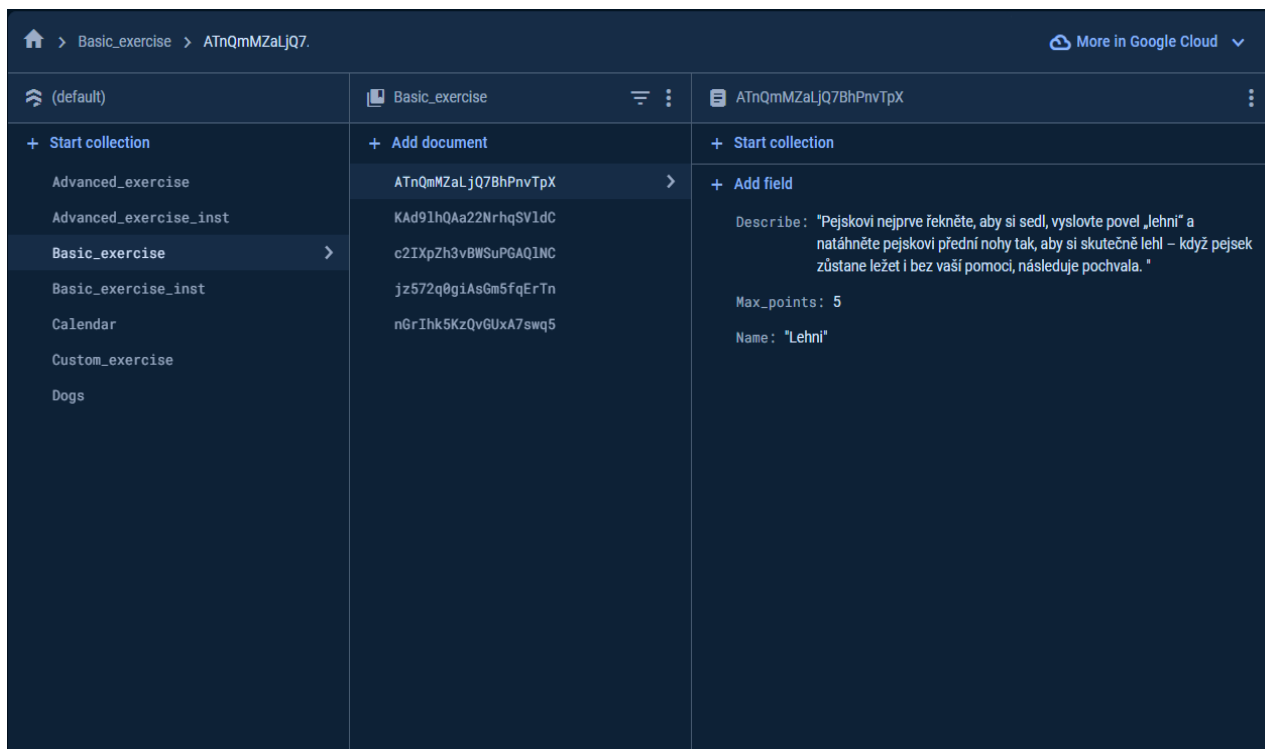 Basic_exercise > ATnQmMZaLjQ7.
More in Google Cloud
(default)
+ Start collection
Advanced_exercise
Advanced_exercise_inst
Basic_exercise
Basic_exercise_inst
Calendar
Custom_exercise
Dogs
Basic_exercise
+ Add document
ATnQmMZaLjQ7BhPnvTpX
KAd9lhQAa22NrhqSVldC
c2IXpZh3vBWSuPGAQlNC
jz572q0giAsGm5fqErTn
nGrIhk5KzQvGUxA7swq5
ATnQmMZaLjQ7BhPnvTpX
+ Start collection
+ Add field
Describe: "Pejskovi nejprve řekněte, aby si sedl, vyslovte povel „lehni“ a
natáhněte pejskovi přední nohy tak, aby si skutečně lehl – když pejsek
zůstane ležet i bez vaší pomoci, následuje pochvala. "
Max_points: 5
Name: "Lehni"